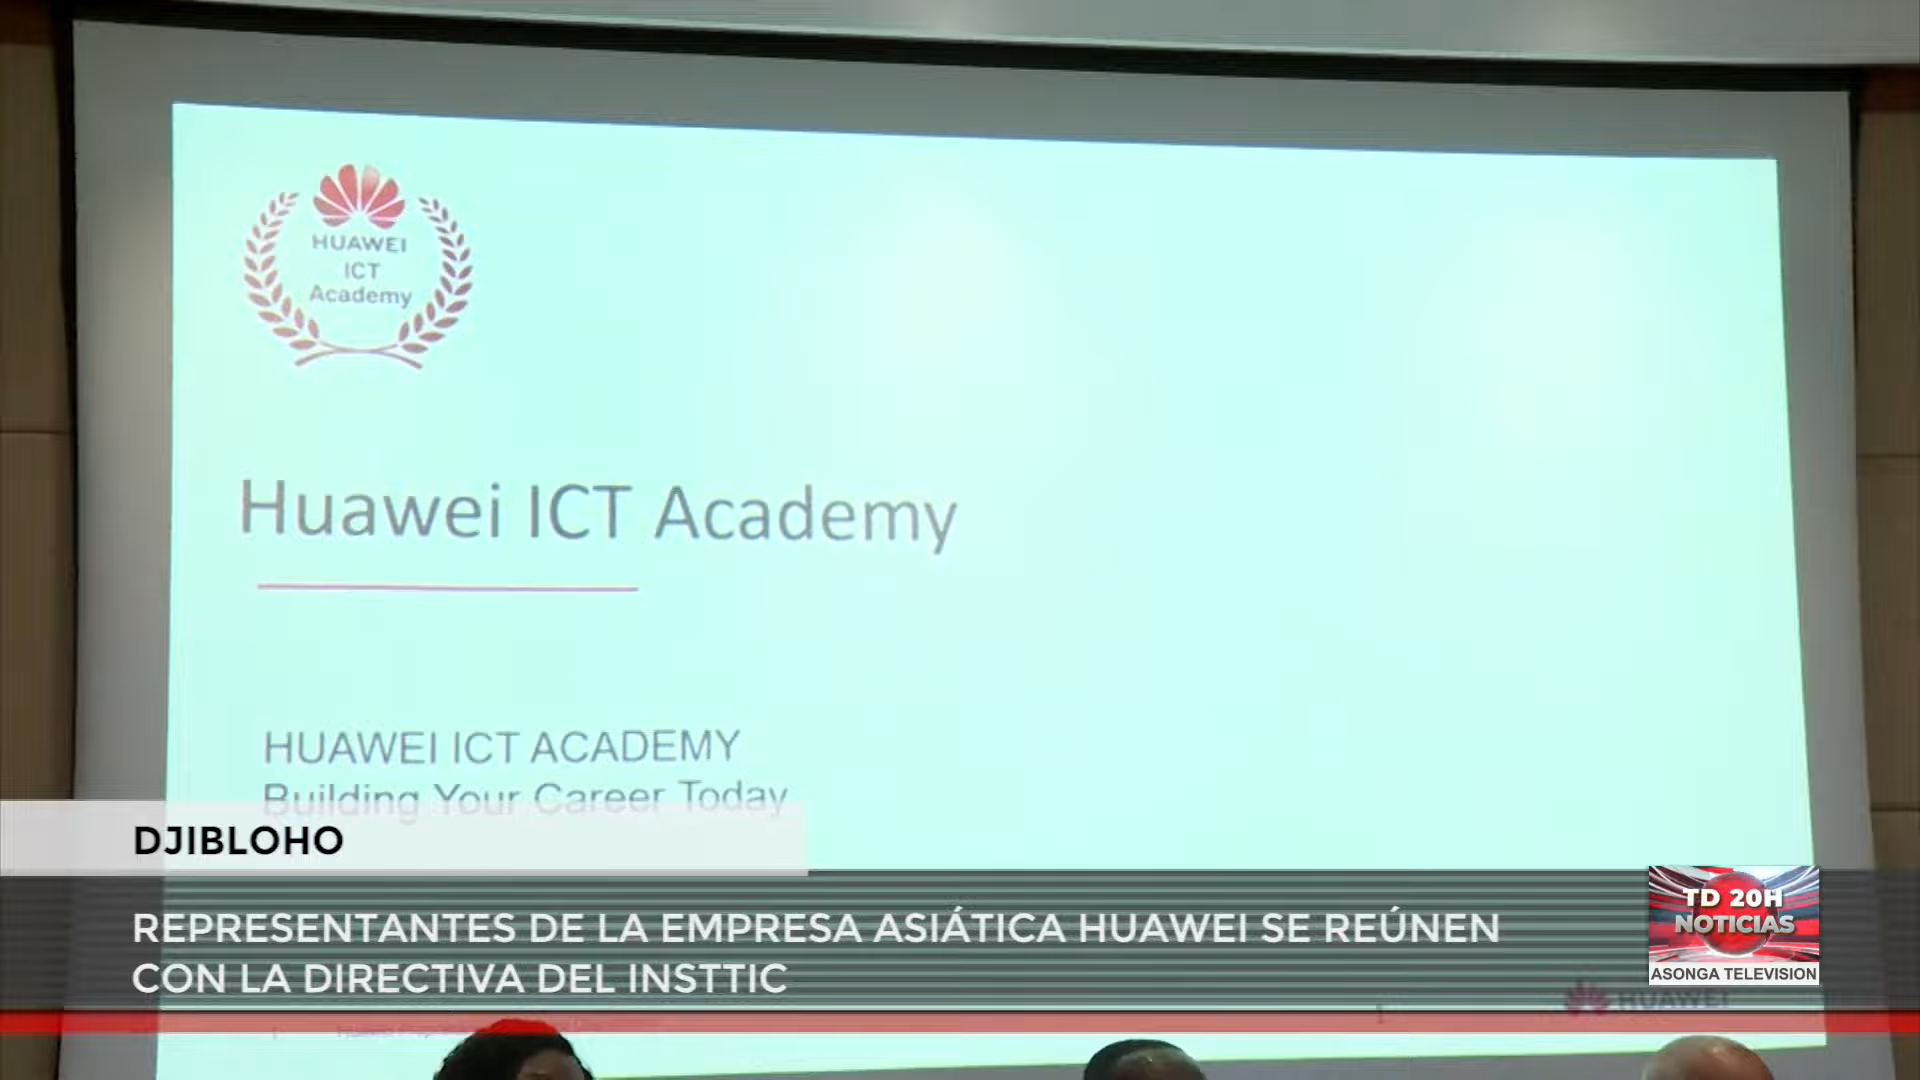 HUAWEI
ICT
Academy
Huawei ICT Academy
HUAWEI ICT ACADEMY
Building Your Career Today
DJIBLOHO
REPRESENTANTES DE LA EMPRESA ASIÁTICA HUAWEI SE REÚNEN
CON LA DIRECTIVA DEL INSTTIC
TD 20H
NOTICIAS
ASONGA TELEVISION
HUAWEI